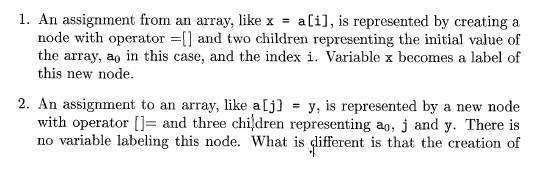 1. An assignment from an array, like x = a[i], is represented by creating a
node with operator =[] and two children representing the initial value of
the array, a₀ in this case, and the index i. Variable x becomes a label of
this new node.
2. An assignment to an array, like a[j] = y, is represented by a new node
with operator []= and three children representing a₀, j and y. There is
no variable labeling this node. What is different is that the creation of